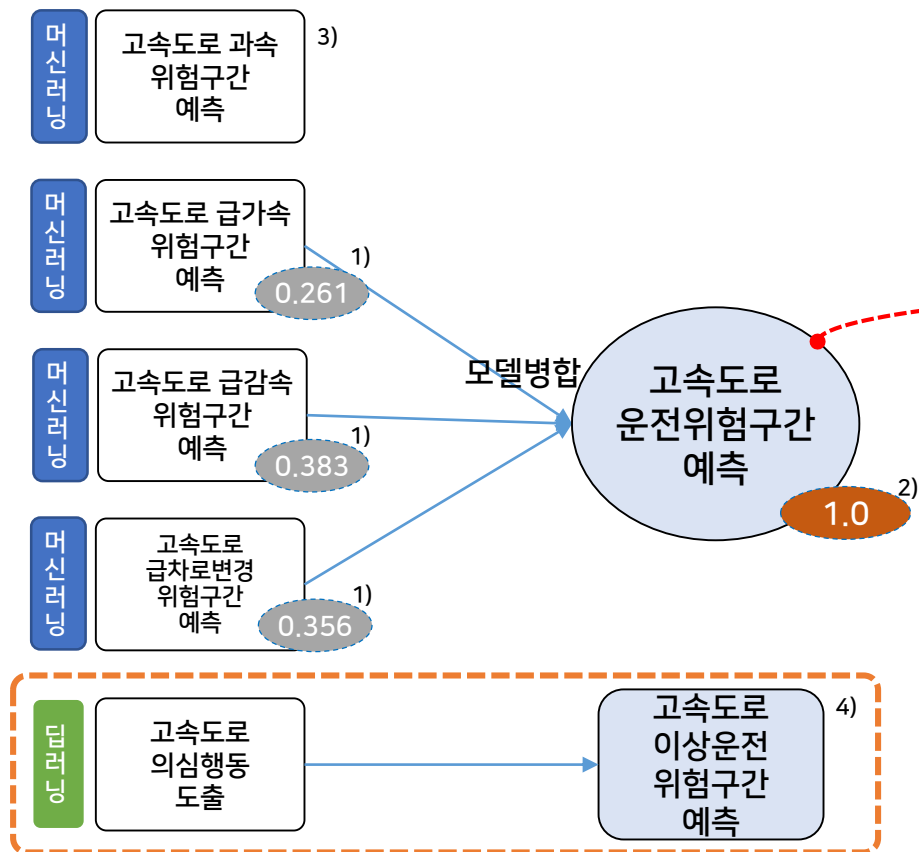 머신러닝
고속도로 과속
위험구간
예측
3)
머신러닝
고속도로 급가속
위험구간
예측
1)
0.261
머신러닝
고속도로 급감속
위험구간
예측
1)
0.383
머신러닝
고속도로
급차로변경
위험구간
예측
1)
0.356
모델병합
고속도로
운전위험구간
예측
2)
1.0
딥러닝
고속도로
의심행동
도출
고속도로
이상운전
위험구간
예측
4)